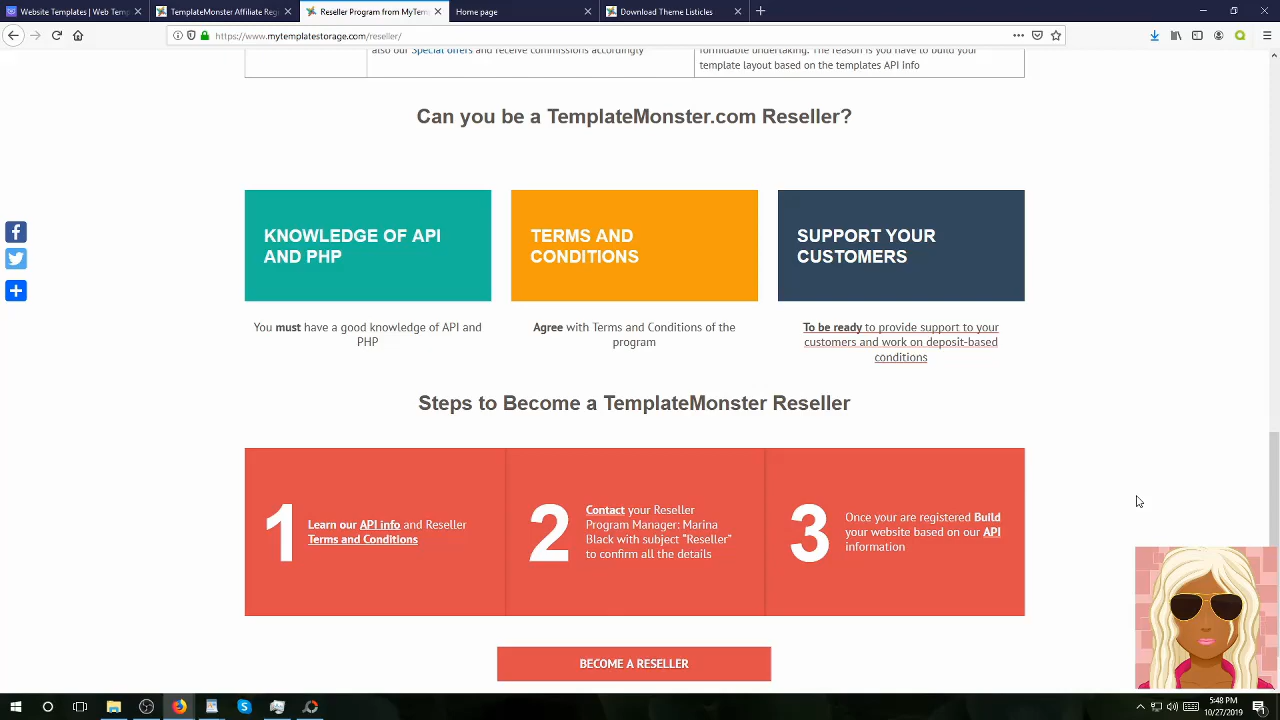 Website Templates | Web Temp
TemplateMonster Affiliate Regi
Reseller Program from MyTem
Home page
Download Theme Listicles
https://www.mytemplatestorage.com/reseller/
also our Special offers and receive commissions accordingly
formidable undertaking. The reason is you have to build your
template layout based on the templates API Info
Can you be a TemplateMonster.com Reseller?
KNOWLEDGE OF API
AND PHP
TERMS AND
CONDITIONS
SUPPORT YOUR
CUSTOMERS
You must have a good knowledge of API and
PHP
Agree with Terms and Conditions of the
program
To be ready to provide support to your
customers and work on deposit-based
conditions
Steps to Become a TemplateMonster Reseller
1
Learn our API info and Reseller
Terms and Conditions
2
Contact your Reseller
Program Manager: Marina
Black with subject "Reseller"
to confirm all the details
3
Once your are registered Build
your website based on our API
information
BECOME A RESELLER
5:48 PM
10/27/2019